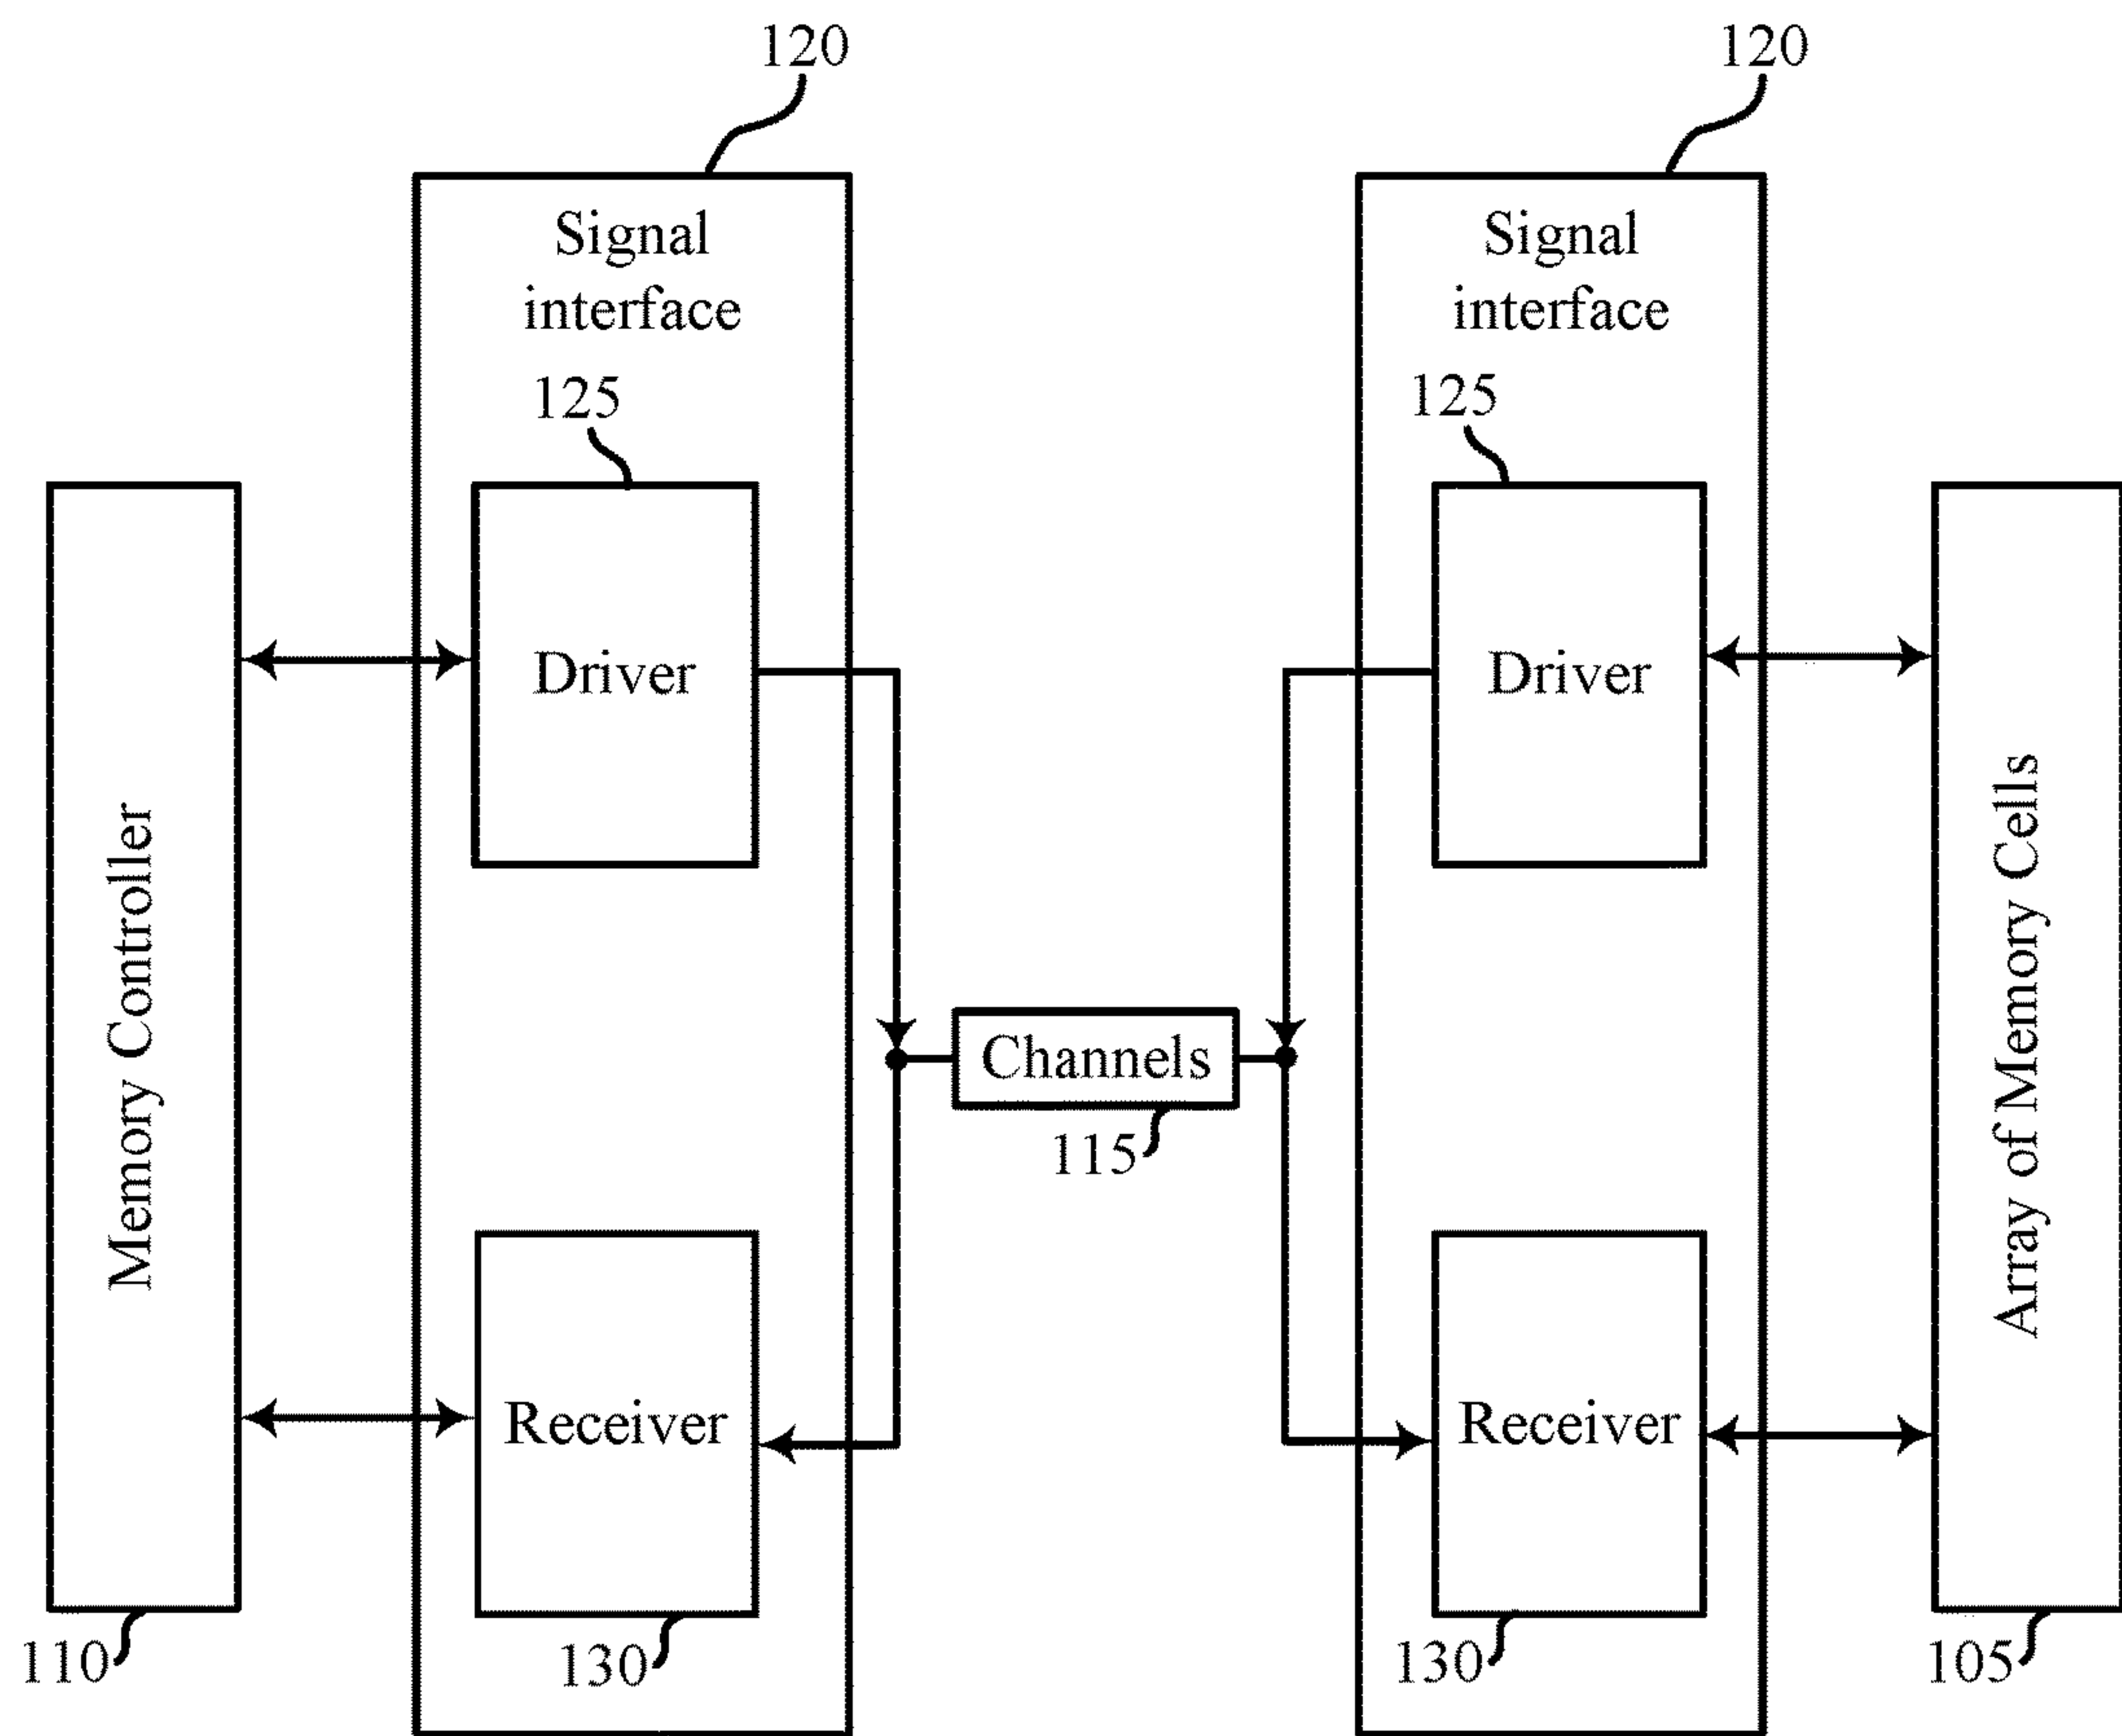 120
120
Signal
interface
Signal
interface
125
125
Driver
Driver
Memory Controller
Array of Memory Cells
Channels
115
Receiver
Receiver
110
130
130
105